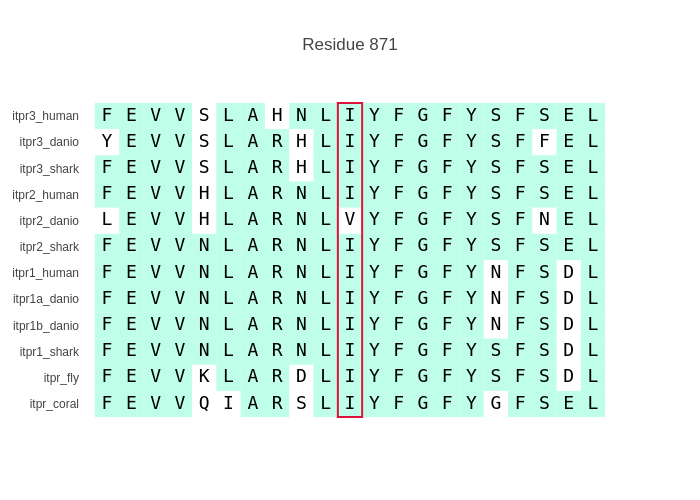 Residue 871
itpr3_human F E V V S L A H N L I Y F G F Y S F S E L
itpr3_danio Y E V V S L A R H L I Y F G F Y S F F E L
itpr3_shark F E V V S L A R H L I Y F G F Y S F S E L
itpr2_human F E V V H L A R N L I Y F G F Y S F S E L
itpr2_danio L E V V H L A R N L V Y F G F Y S F N E L
itpr2_shark F E V V N L A R N L I Y F G F Y S F S E L
itpr1_human F E V V N L A R N L I Y F G F Y N F S D L
itpr1a_danio F E V V N L A R N L I Y F G F Y N F S D L
itpr1b_danio F E V V N L A R N L I Y F G F Y N F S D L
itpr1_shark F E V V N L A R N L I Y F G F Y S F S D L
itpr_fly F E V V K L A R D L I Y F G F Y S F S D L
itpr_coral F E V V Q I A R S L I Y F G F Y G F S E L